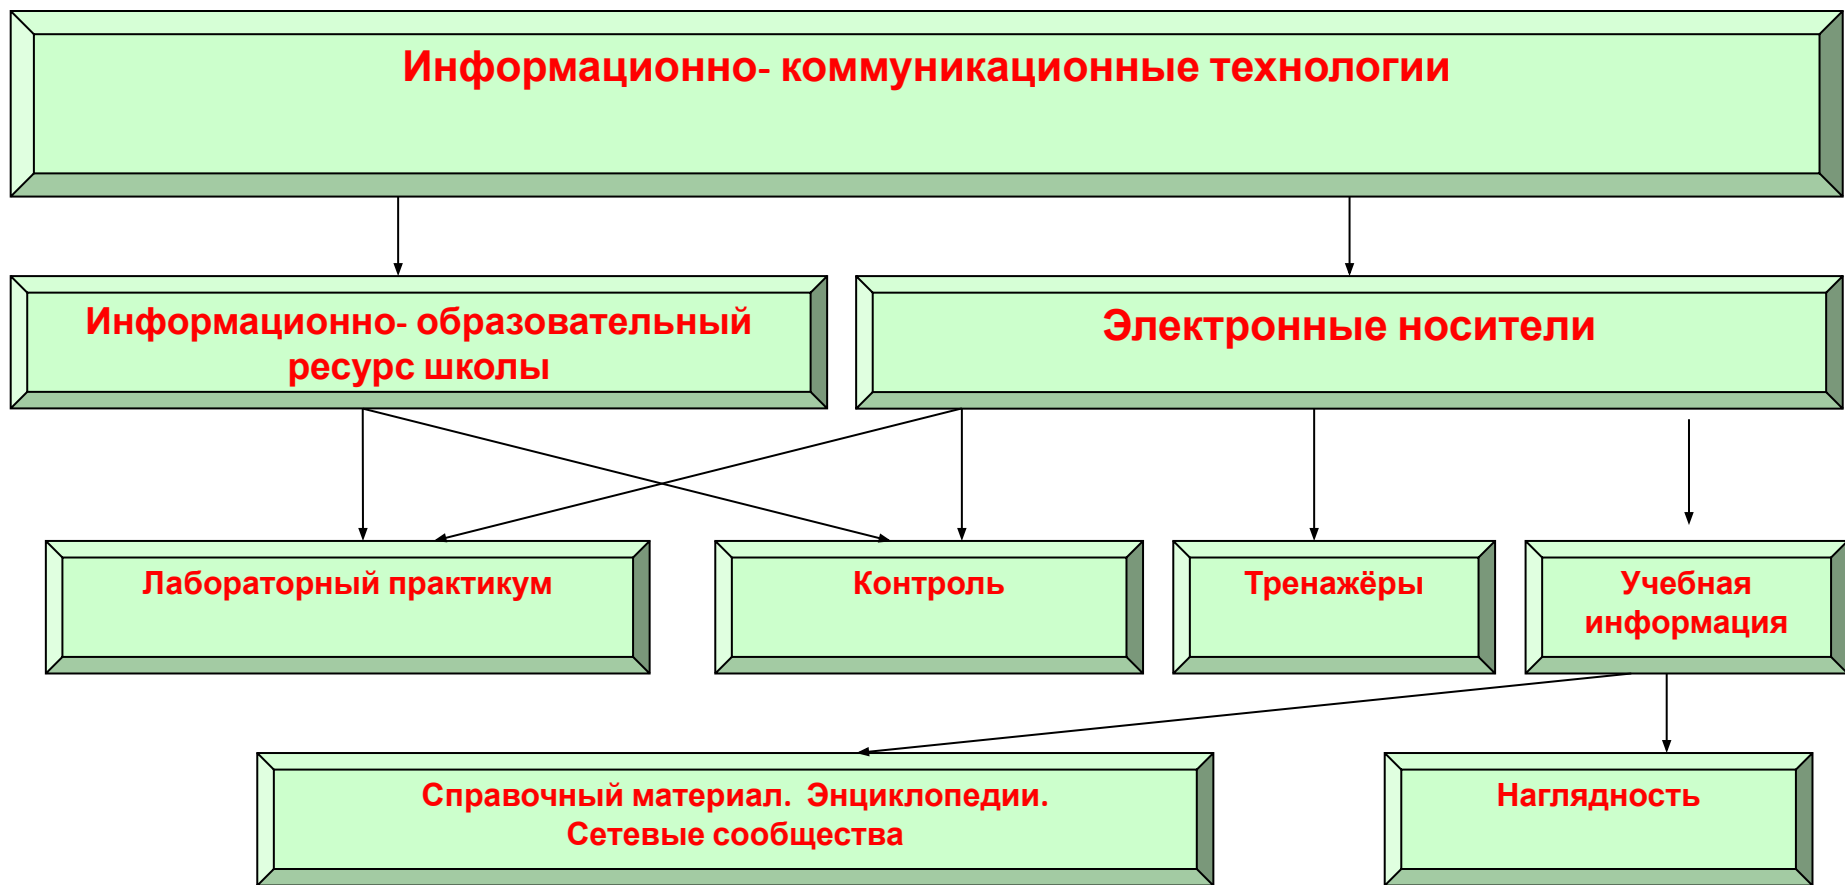 Информационно- коммуникационные технологии
Информационно- образовательный
ресурс школы
Электронные носители
Лабораторный практикум
Контроль
Тренажёры
Учебная
информация
Справочный материал. Энциклопедии.
Сетевые сообщества
Наглядность